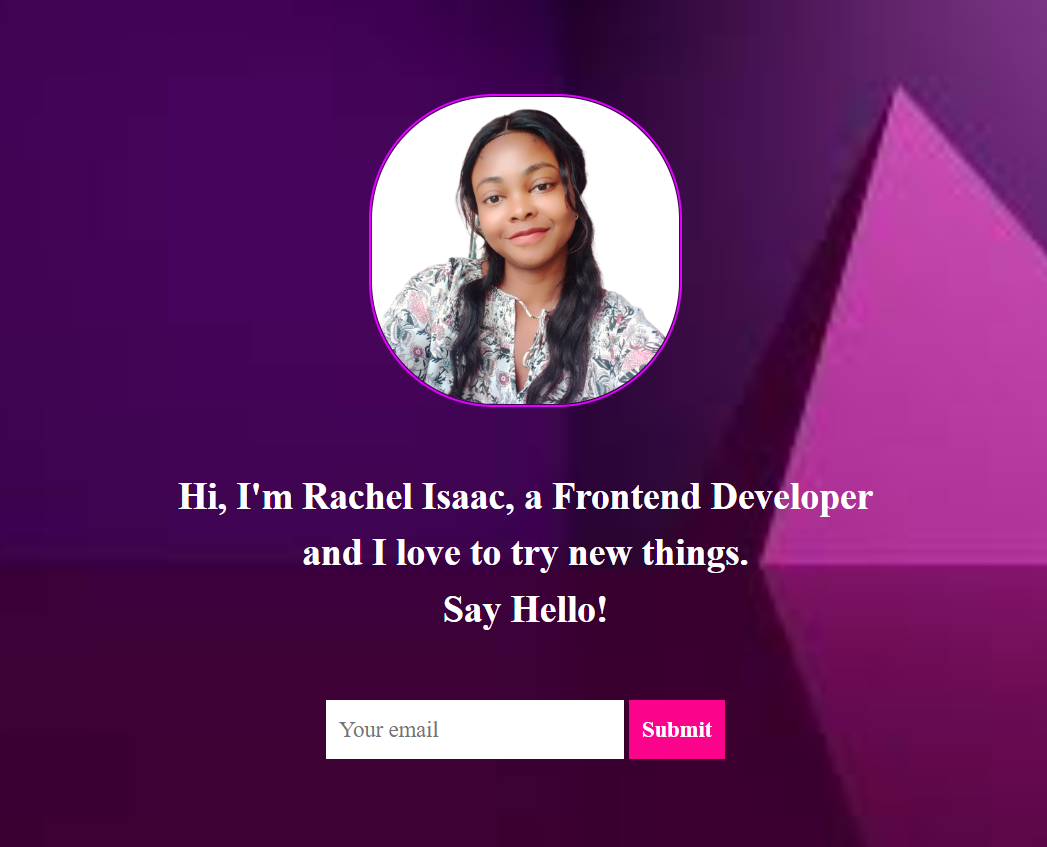 Hi, I'm Rachel Isaac, a Frontend Developer
and I love to try new things.
Say Hello!
Your email
Submit